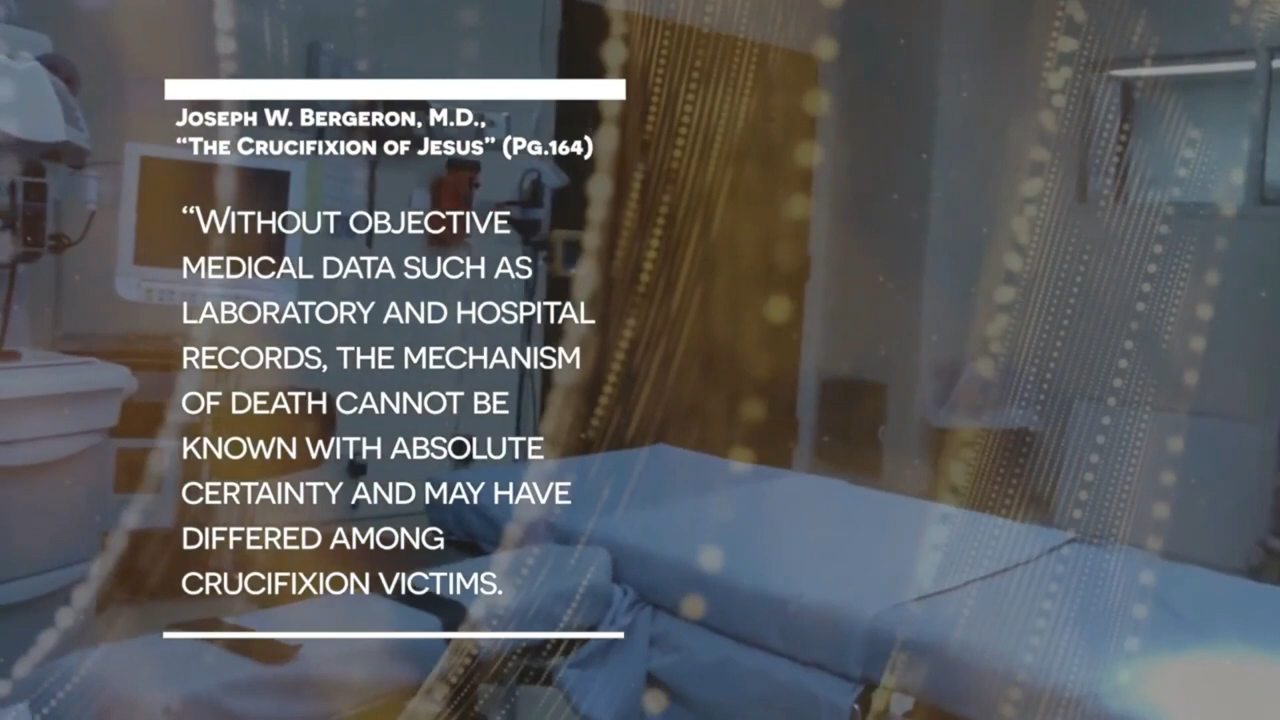 Joseph W. Bergeron, M.D.,
“The Crucifixion of Jesus” (Pg.164)
“Without objective
medical data such as
laboratory and hospital
records, the mechanism
of death cannot be
known with absolute
certainty and may have
differed among
crucifixion victims.